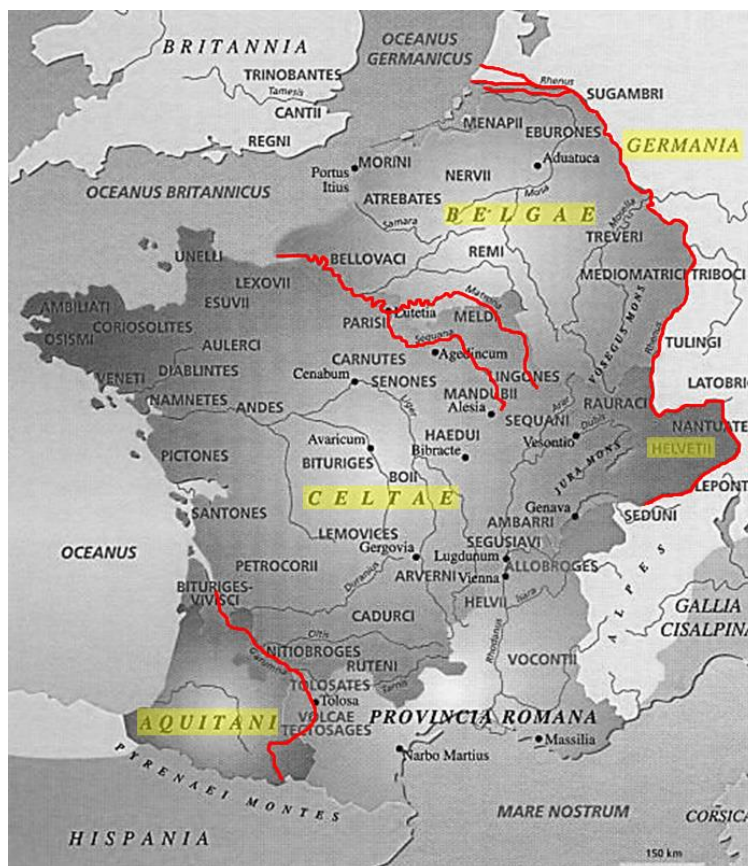 BRITANNIA
OCEANUS
GERMANICUS
TRINOBANTES
Tamesis
CANTII
REGNI
Rhenus
SUGAMBRI
MENAPII
EBURONES
GERMANIA
MORINI
Portus
Itius
NERVII
Aduatuca
OCEANUS BRITANNICUS
ATREBATES
Mosa
BELGAE
Samara
Mosella
TREVERI
UNELLI
BELLOVACI
REMI
MEDIOMATRICI
TRIBOCI
LEXOVII
ESUVII
Matrona
AMBILIATI
CORIOSOLITES
OSISMI
Lutetia
PARISII
MELDI
VOSEGUS MONS
AULERCI
Sequana
Rhenus
TULINGI
CARNUTES
Agedincum
DIABLINTES
VENETI
Cenabum
SENONES
LINGONES
LATOBRIG
NAMNETES
ANDES
MANDUBII
Alesia
Liger
Arar
RAURACI
SEQUANI
Dubis
NANTUATE
Avaricum
HAEDUI
Vesontio
HELVETII
PICTONES
BITURIGES
Bibracte
BOII
JURA MONS
CELTAE
LEPONT
SANTONES
Genava
SEDUNI
OCEANUS
LEMOVICES
AMBARRI
SEGUSIAVI
Gergovia
Lugdunum
ALLOBROGES
PETROCORII
Duranius
ARVERNI
Vienna
ALPES
BITURIGES-
VIVISCI
HELVII
Isara
GALLIA
CISALPINA
CADURCI
Oltis
NITIOBROGES
Garumna
RUTENI
Rhodanus
VOCONTII
TOLOSATES
Tarnis
Tolosa
AQUITANI
VOLCAE
TECTOSAGES
PROVINCIA ROMANA
Massilia
Narbo Martius
PYRENAEI MONTES
MARE NOSTRUM
CORSICA
HISPANIA
150 km